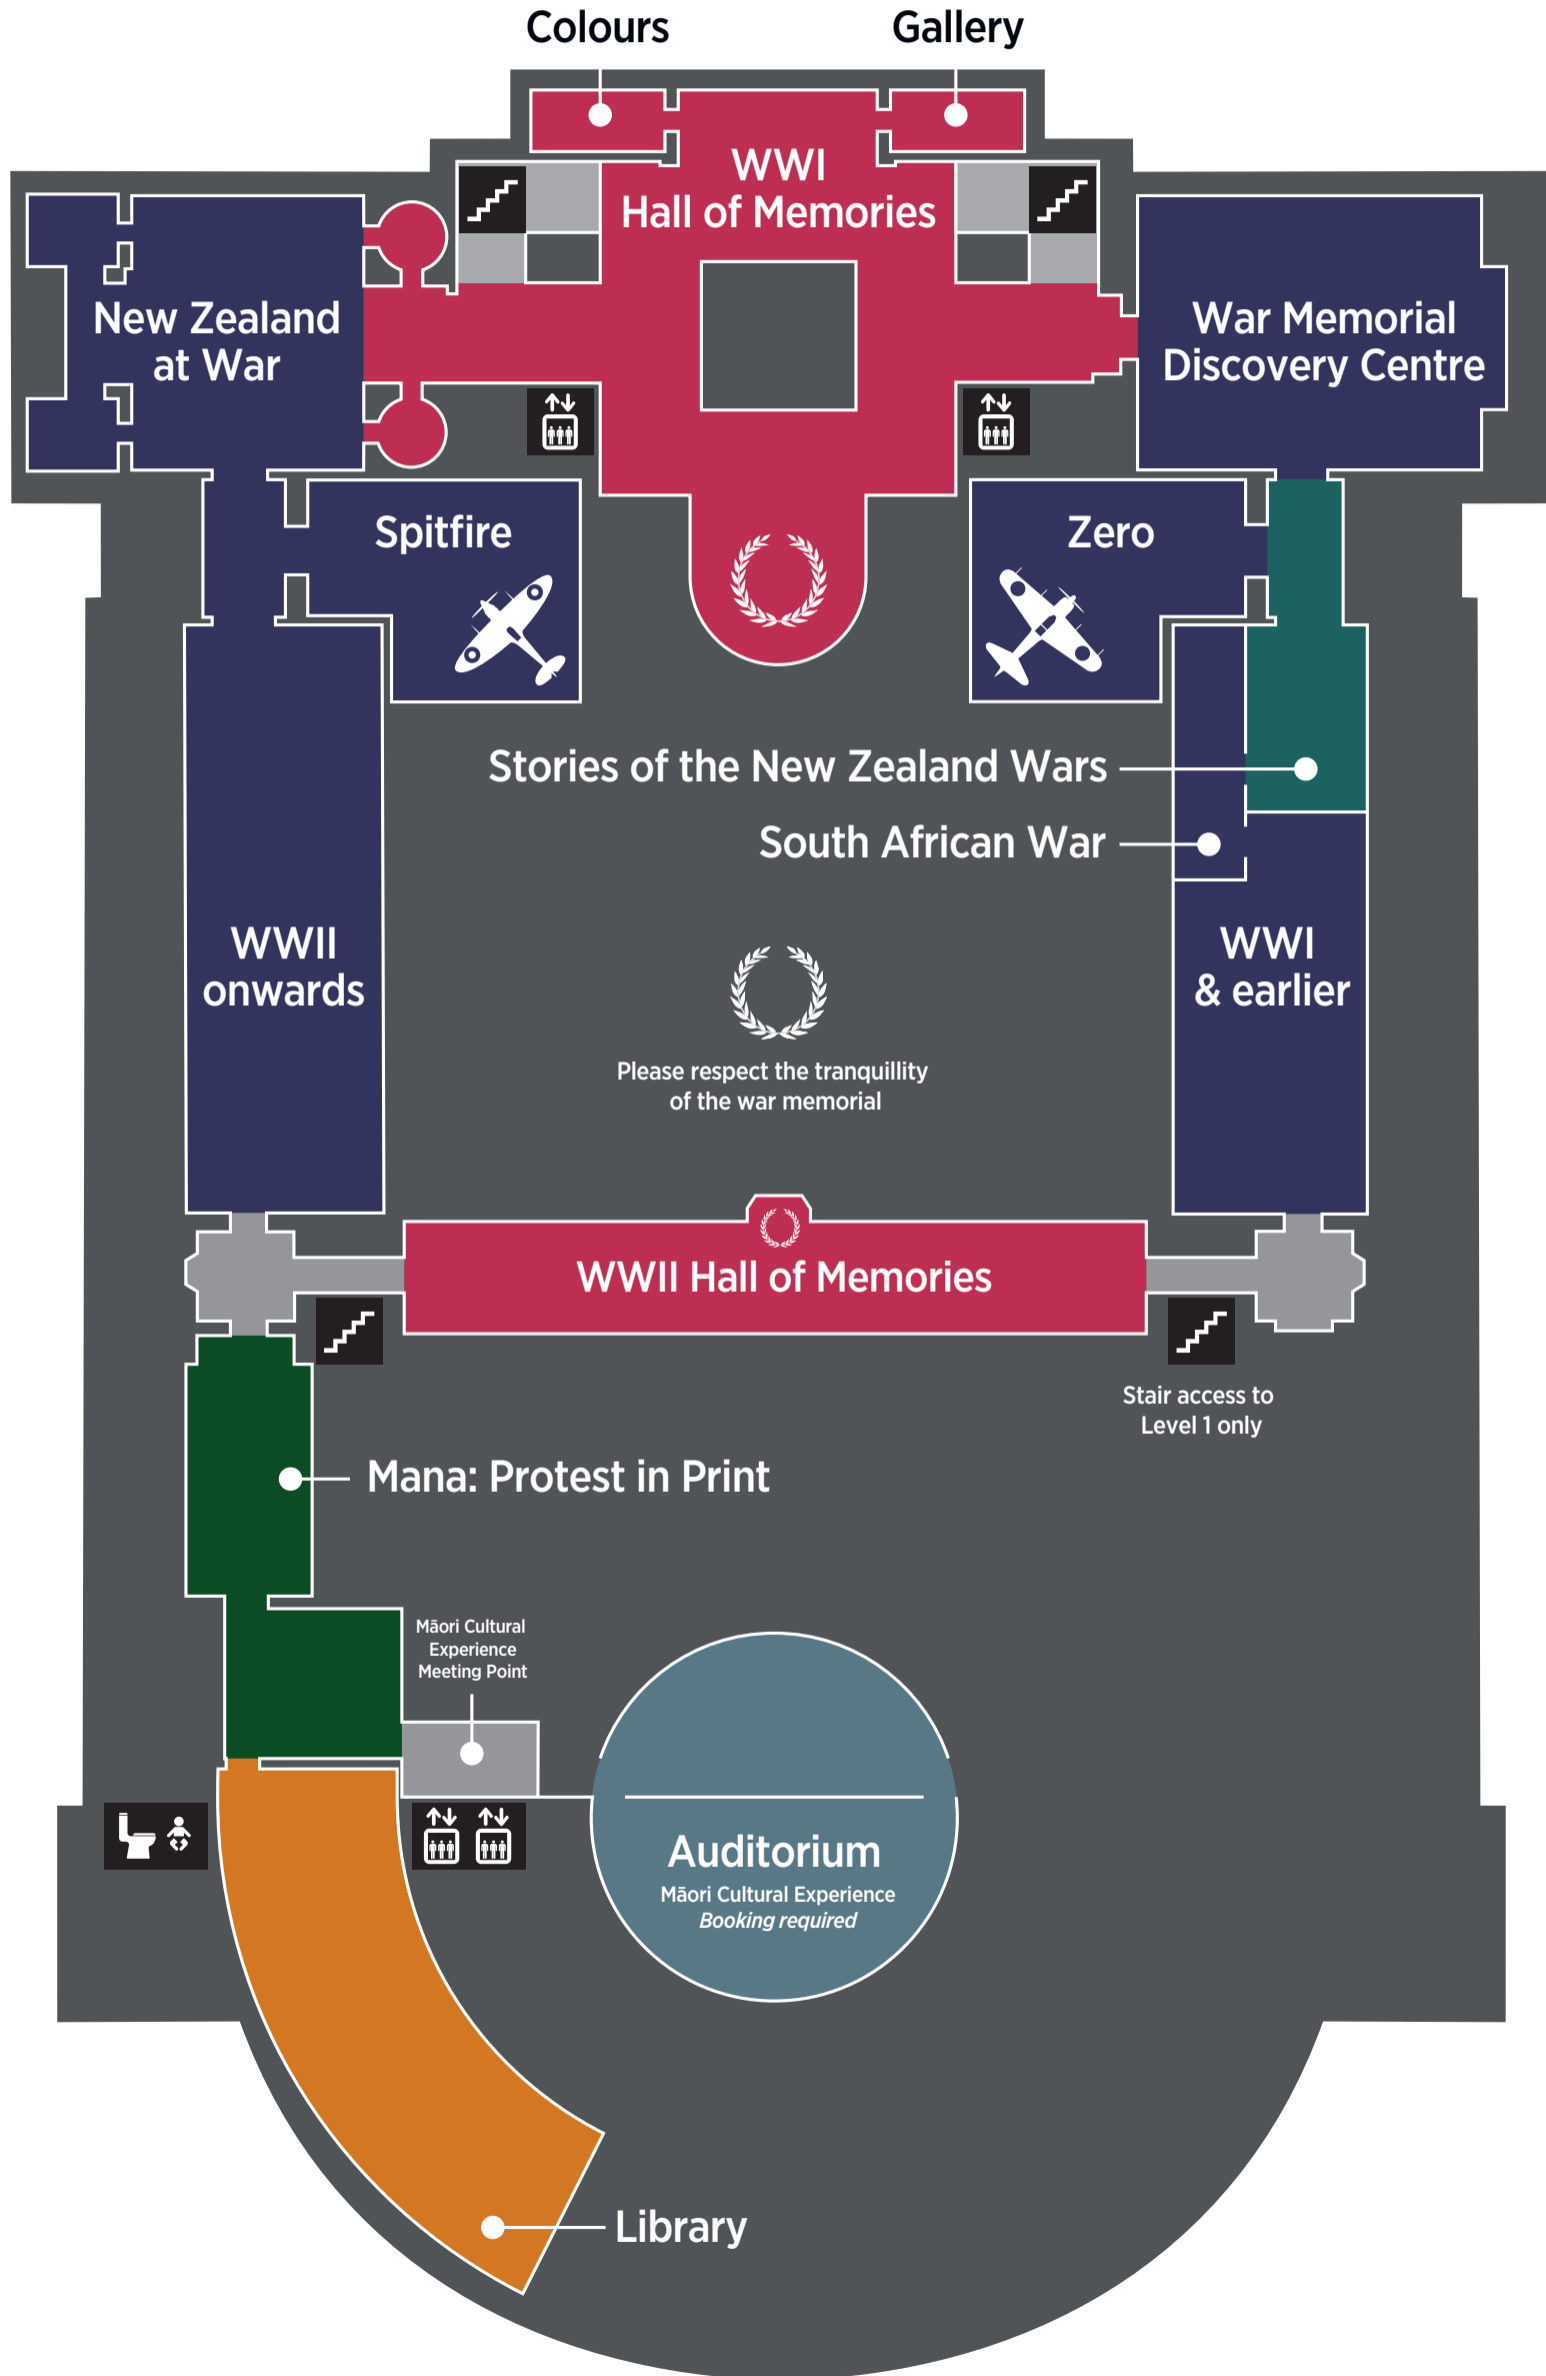 Colours
Gallery
WWI
Hall of Memories
New Zealand
at War
War Memorial
Discovery Centre
Spitfire
Zero
Stories of the New Zealand Wars
South African War
WWII
onwards
WWI
& earlier
Please respect the tranquillity
of the war memorial
WWII Hall of Memories
Stair access to
Level 1 only
Mana: Protest in Print
Māori Cultural
Experience
Meeting Point
Auditorium
Māori Cultural Experience
Booking required
Library